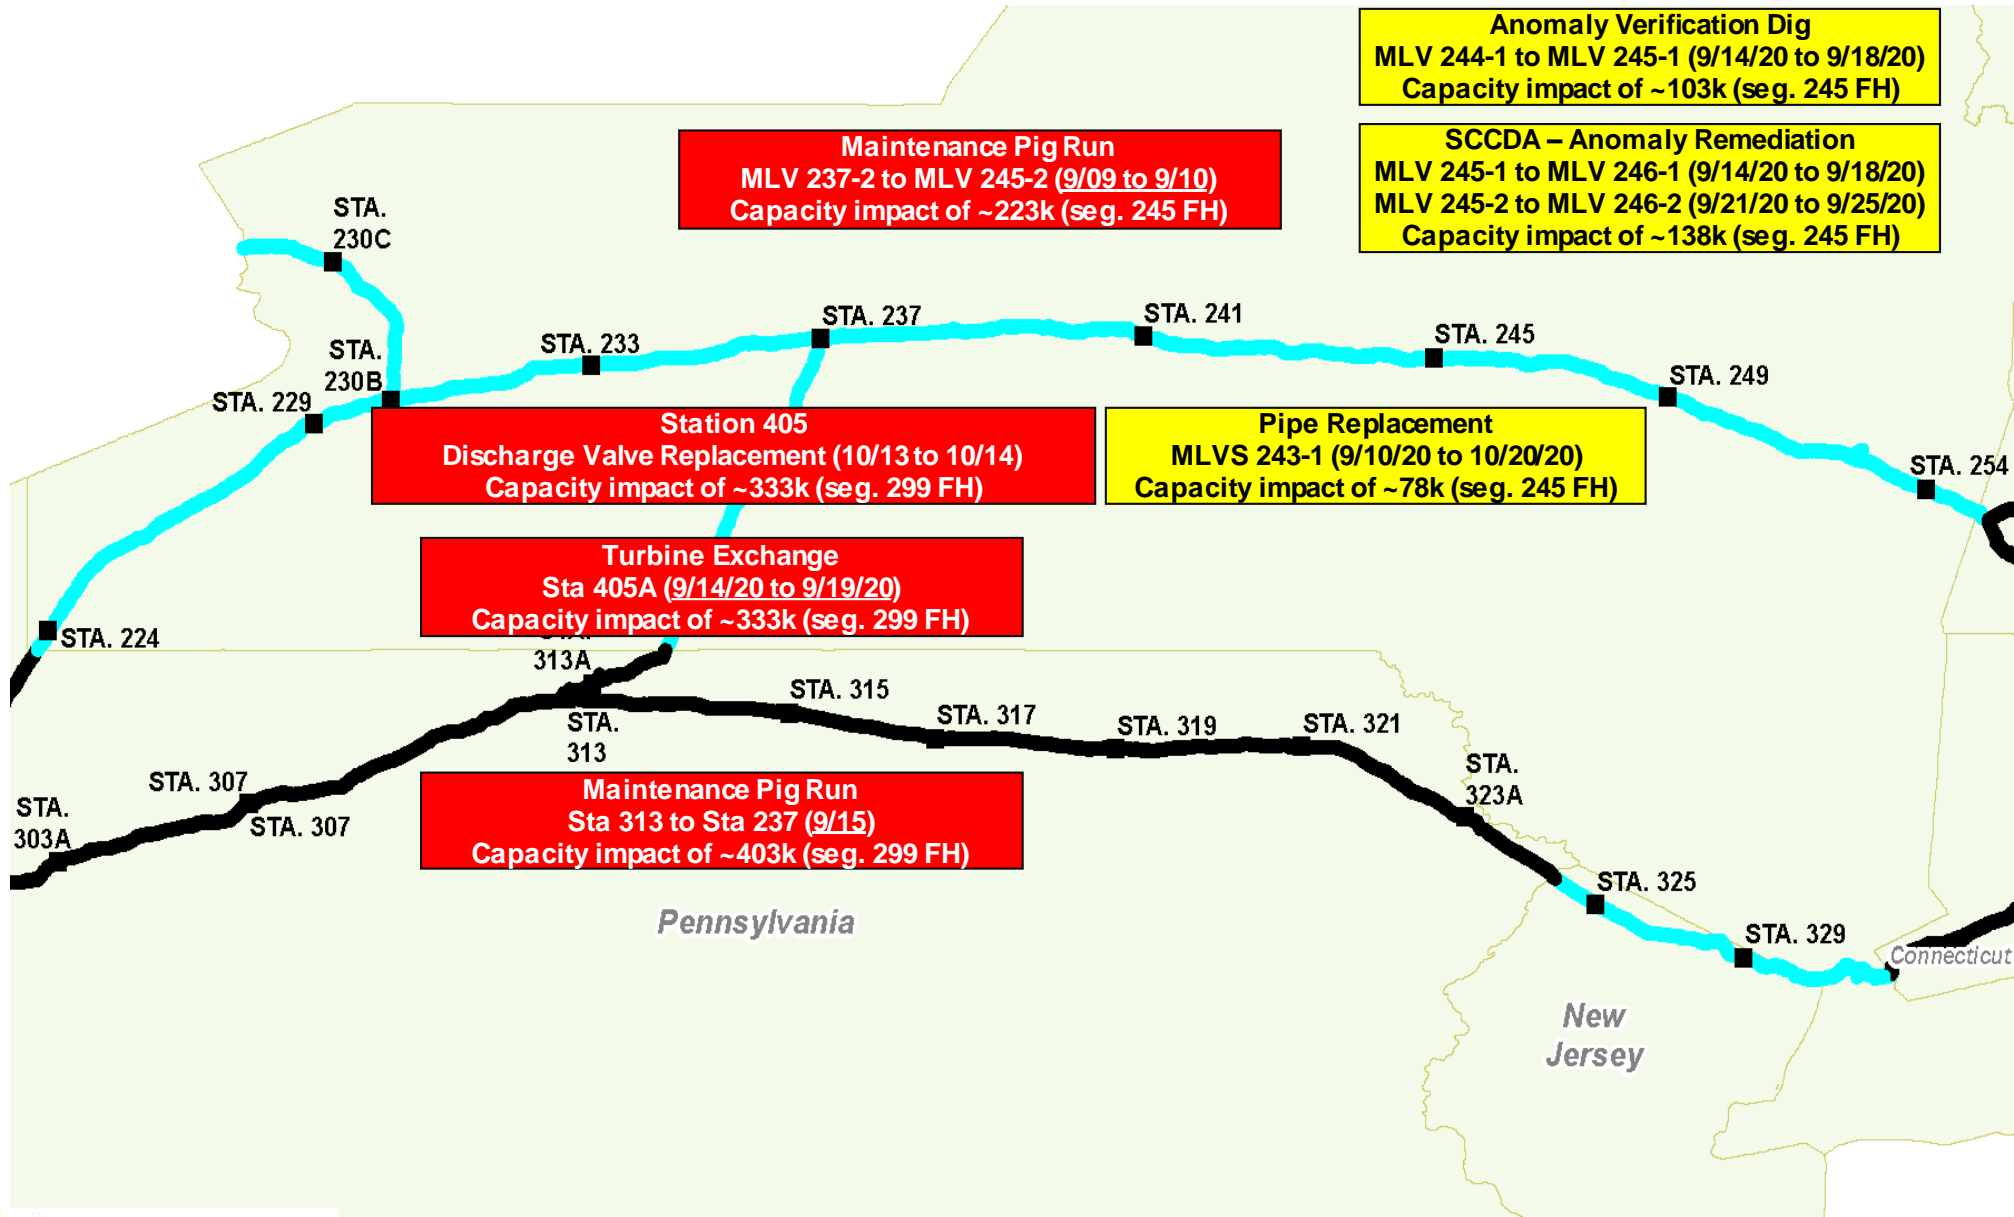 Anomaly Verification Dig
MLV 244-1 to MLV 245-1 (9/14/20 to 9/18/20)
Capacity impact of ~103k (seg. 245 FH)
SCCDA – Anomaly Remediation
MLV 245-1 to MLV 246-1 (9/14/20 to 9/18/20)
MLV 245-2 to MLV 246-2 (9/21/20 to 9/25/20)
Capacity impact of ~138k (seg. 245 FH)
Maintenance Pig Run
MLV 237-2 to MLV 245-2 (9/09 to 9/10)
Capacity impact of ~223k (seg. 245 FH)
STA.
230C
STA. 237
STA. 241
STA. 233
STA. 245
STA.
230B
STA. 249
STA. 229
Station 405
Discharge Valve Replacement (10/13 to 10/14)
Capacity impact of ~333k (seg. 299 FH)
Pipe Replacement
MLVS 243-1 (9/10/20 to 10/20/20)
Capacity impact of ~78k (seg. 245 FH)
STA. 254
Turbine Exchange
Sta 405A (9/14/20 to 9/19/20)
Capacity impact of ~333k (seg. 299 FH)
STA. 224
313A
STA. 315
STA. 317
STA. 319
STA. 321
STA.
313
STA.
323A
STA. 307
STA. 307
STA.
303A
Maintenance Pig Run
Sta 313 to Sta 237 (9/15)
Capacity impact of ~403k (seg. 299 FH)
STA. 325
Pennsylvania
STA. 329
Connecticut
New
Jersey